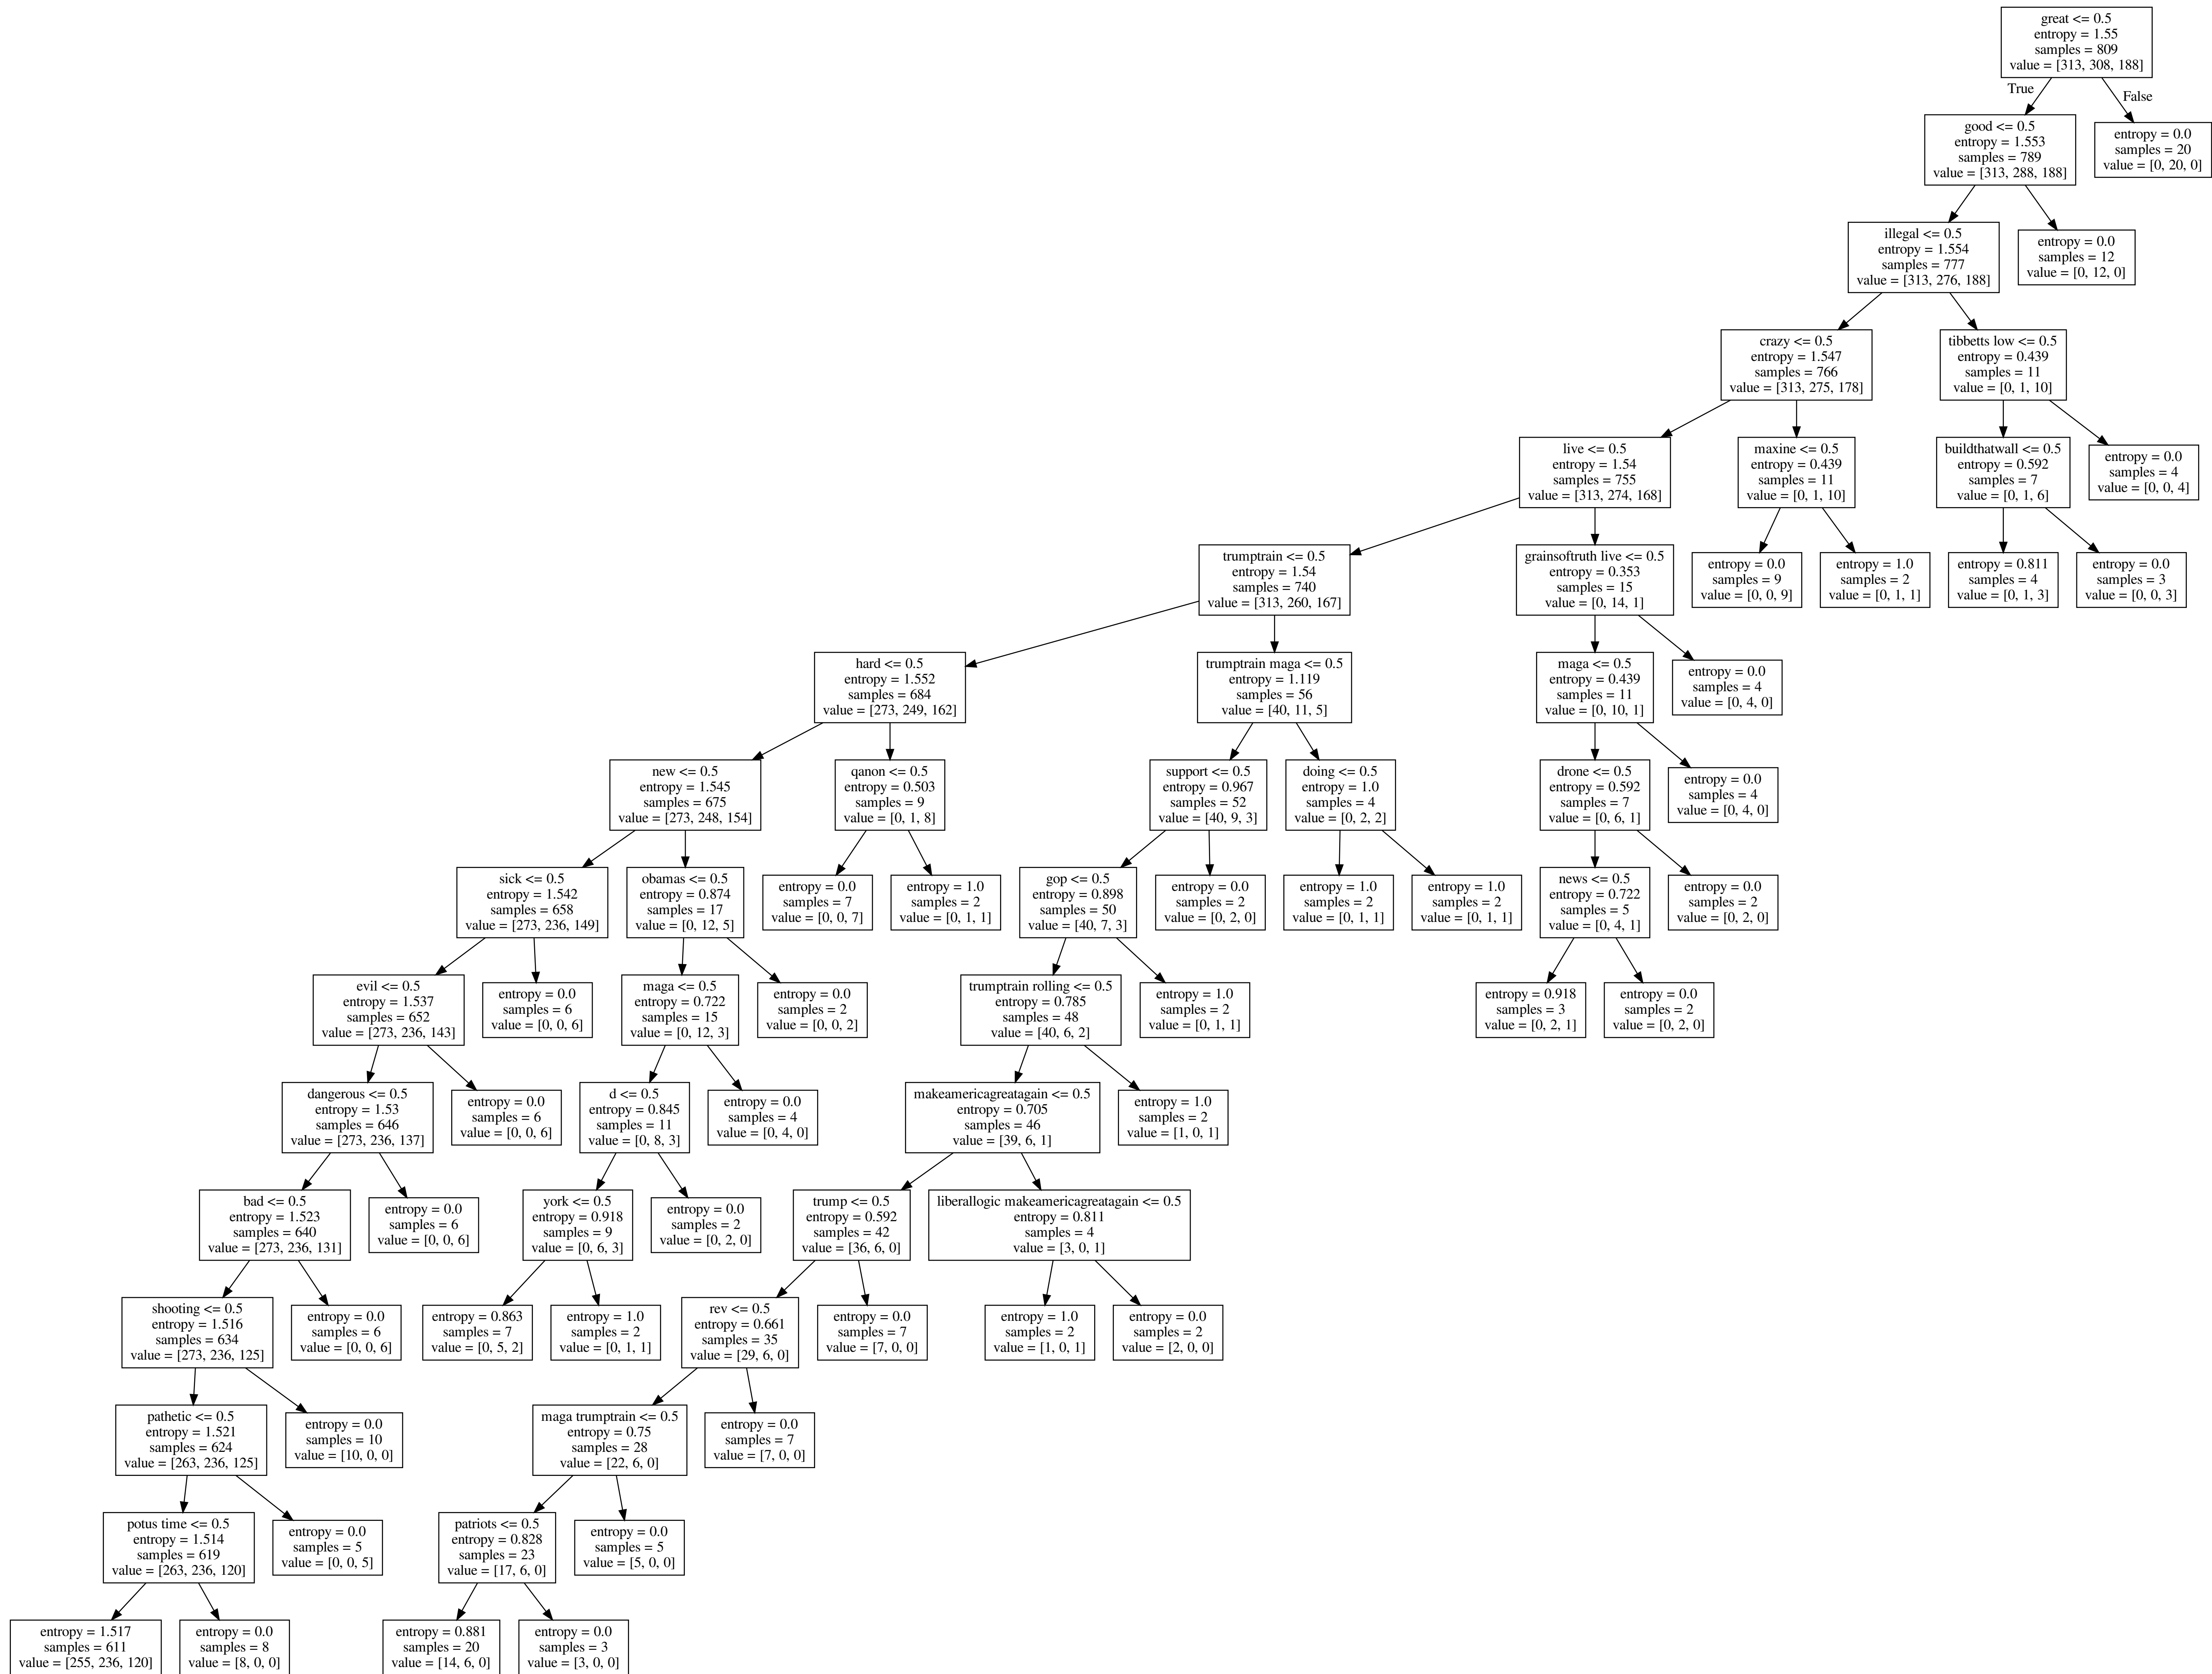 great <= 0.5
entropy = 1.55
samples = 809
value = [313, 308, 188]
True
False
good <= 0.5
entropy = 1.553
samples = 789
value = [313, 288, 188]
entropy = 0.0
samples = 20
value = [0, 20, 0]
illegal <= 0.5
entropy = 1.554
samples = 777
value = [313, 276, 188]
entropy = 0.0
samples = 12
value = [0, 12, 0]
crazy <= 0.5
entropy = 1.547
samples = 766
value = [313, 275, 178]
tibbetts low <= 0.5
entropy = 0.439
samples = 11
value = [0, 1, 10]
live <= 0.5
entropy = 1.54
samples = 755
value = [313, 274, 168]
maxine <= 0.5
entropy = 0.439
samples = 11
value = [0, 1, 10]
buildthatwall <= 0.5
entropy = 0.592
samples = 7
value = [0, 1, 6]
entropy = 0.0
samples = 4
value = [0, 0, 4]
trumptrain <= 0.5
entropy = 1.54
samples = 740
value = [313, 260, 167]
grainsoftruth live <= 0.5
entropy = 0.353
samples = 15
value = [0, 14, 1]
entropy = 0.0
samples = 9
value = [0, 0, 9]
entropy = 1.0
samples = 2
value = [0, 1, 1]
entropy = 0.811
samples = 4
value = [0, 1, 3]
entropy = 0.0
samples = 3
value = [0, 0, 3]
hard <= 0.5
entropy = 1.552
samples = 684
value = [273, 249, 162]
trumptrain maga <= 0.5
entropy = 1.119
samples = 56
value = [40, 11, 5]
maga <= 0.5
entropy = 0.439
samples = 11
value = [0, 10, 1]
entropy = 0.0
samples = 4
value = [0, 4, 0]
new <= 0.5
entropy = 1.545
samples = 675
value = [273, 248, 154]
qanon <= 0.5
entropy = 0.503
samples = 9
value = [0, 1, 8]
support <= 0.5
entropy = 0.967
samples = 52
value = [40, 9, 3]
doing <= 0.5
entropy = 1.0
samples = 4
value = [0, 2, 2]
drone <= 0.5
entropy = 0.592
samples = 7
value = [0, 6, 1]
entropy = 0.0
samples = 4
value = [0, 4, 0]
sick <= 0.5
entropy = 1.542
samples = 658
value = [273, 236, 149]
obamas <= 0.5
entropy = 0.874
samples = 17
value = [0, 12, 5]
entropy = 0.0
samples = 7
value = [0, 0, 7]
entropy = 1.0
samples = 2
value = [0, 1, 1]
gop <= 0.5
entropy = 0.898
samples = 50
value = [40, 7, 3]
entropy = 0.0
samples = 2
value = [0, 2, 0]
entropy = 1.0
samples = 2
value = [0, 1, 1]
entropy = 1.0
samples = 2
value = [0, 1, 1]
news <= 0.5
entropy = 0.722
samples = 5
value = [0, 4, 1]
entropy = 0.0
samples = 2
value = [0, 2, 0]
evil <= 0.5
entropy = 1.537
samples = 652
value = [273, 236, 143]
entropy = 0.0
samples = 6
value = [0, 0, 6]
maga <= 0.5
entropy = 0.722
samples = 15
value = [0, 12, 3]
entropy = 0.0
samples = 2
value = [0, 0, 2]
trumptrain rolling <= 0.5
entropy = 0.785
samples = 48
value = [40, 6, 2]
entropy = 1.0
samples = 2
value = [0, 1, 1]
entropy = 0.918
samples = 3
value = [0, 2, 1]
entropy = 0.0
samples = 2
value = [0, 2, 0]
dangerous <= 0.5
entropy = 1.53
samples = 646
value = [273, 236, 137]
entropy = 0.0
samples = 6
value = [0, 0, 6]
d <= 0.5
entropy = 0.845
samples = 11
value = [0, 8, 3]
entropy = 0.0
samples = 4
value = [0, 4, 0]
makeamericagreatagain <= 0.5
entropy = 0.705
samples = 46
value = [39, 6, 1]
entropy = 1.0
samples = 2
value = [1, 0, 1]
bad <= 0.5
entropy = 1.523
samples = 640
value = [273, 236, 131]
entropy = 0.0
samples = 6
value = [0, 0, 6]
york <= 0.5
entropy = 0.918
samples = 9
value = [0, 6, 3]
entropy = 0.0
samples = 2
value = [0, 2, 0]
trump <= 0.5
entropy = 0.592
samples = 42
value = [36, 6, 0]
liberallogic makeamericagreatagain <= 0.5
entropy = 0.811
samples = 4
value = [3, 0, 1]
shooting <= 0.5
entropy = 1.516
samples = 634
value = [273, 236, 125]
entropy = 0.0
samples = 6
value = [0, 0, 6]
entropy = 0.863
samples = 7
value = [0, 5, 2]
entropy = 1.0
samples = 2
value = [0, 1, 1]
rev <= 0.5
entropy = 0.661
samples = 35
value = [29, 6, 0]
entropy = 0.0
samples = 7
value = [7, 0, 0]
entropy = 1.0
samples = 2
value = [1, 0, 1]
entropy = 0.0
samples = 2
value = [2, 0, 0]
pathetic <= 0.5
entropy = 1.521
samples = 624
value = [263, 236, 125]
entropy = 0.0
samples = 10
value = [10, 0, 0]
maga trumptrain <= 0.5
entropy = 0.75
samples = 28
value = [22, 6, 0]
entropy = 0.0
samples = 7
value = [7, 0, 0]
potus time <= 0.5
entropy = 1.514
samples = 619
value = [263, 236, 120]
entropy = 0.0
samples = 5
value = [0, 0, 5]
patriots <= 0.5
entropy = 0.828
samples = 23
value = [17, 6, 0]
entropy = 0.0
samples = 5
value = [5, 0, 0]
entropy = 1.517
samples = 611
value = [255, 236, 120]
entropy = 0.0
samples = 8
value = [8, 0, 0]
entropy = 0.881
samples = 20
value = [14, 6, 0]
entropy = 0.0
samples = 3
value = [3, 0, 0]